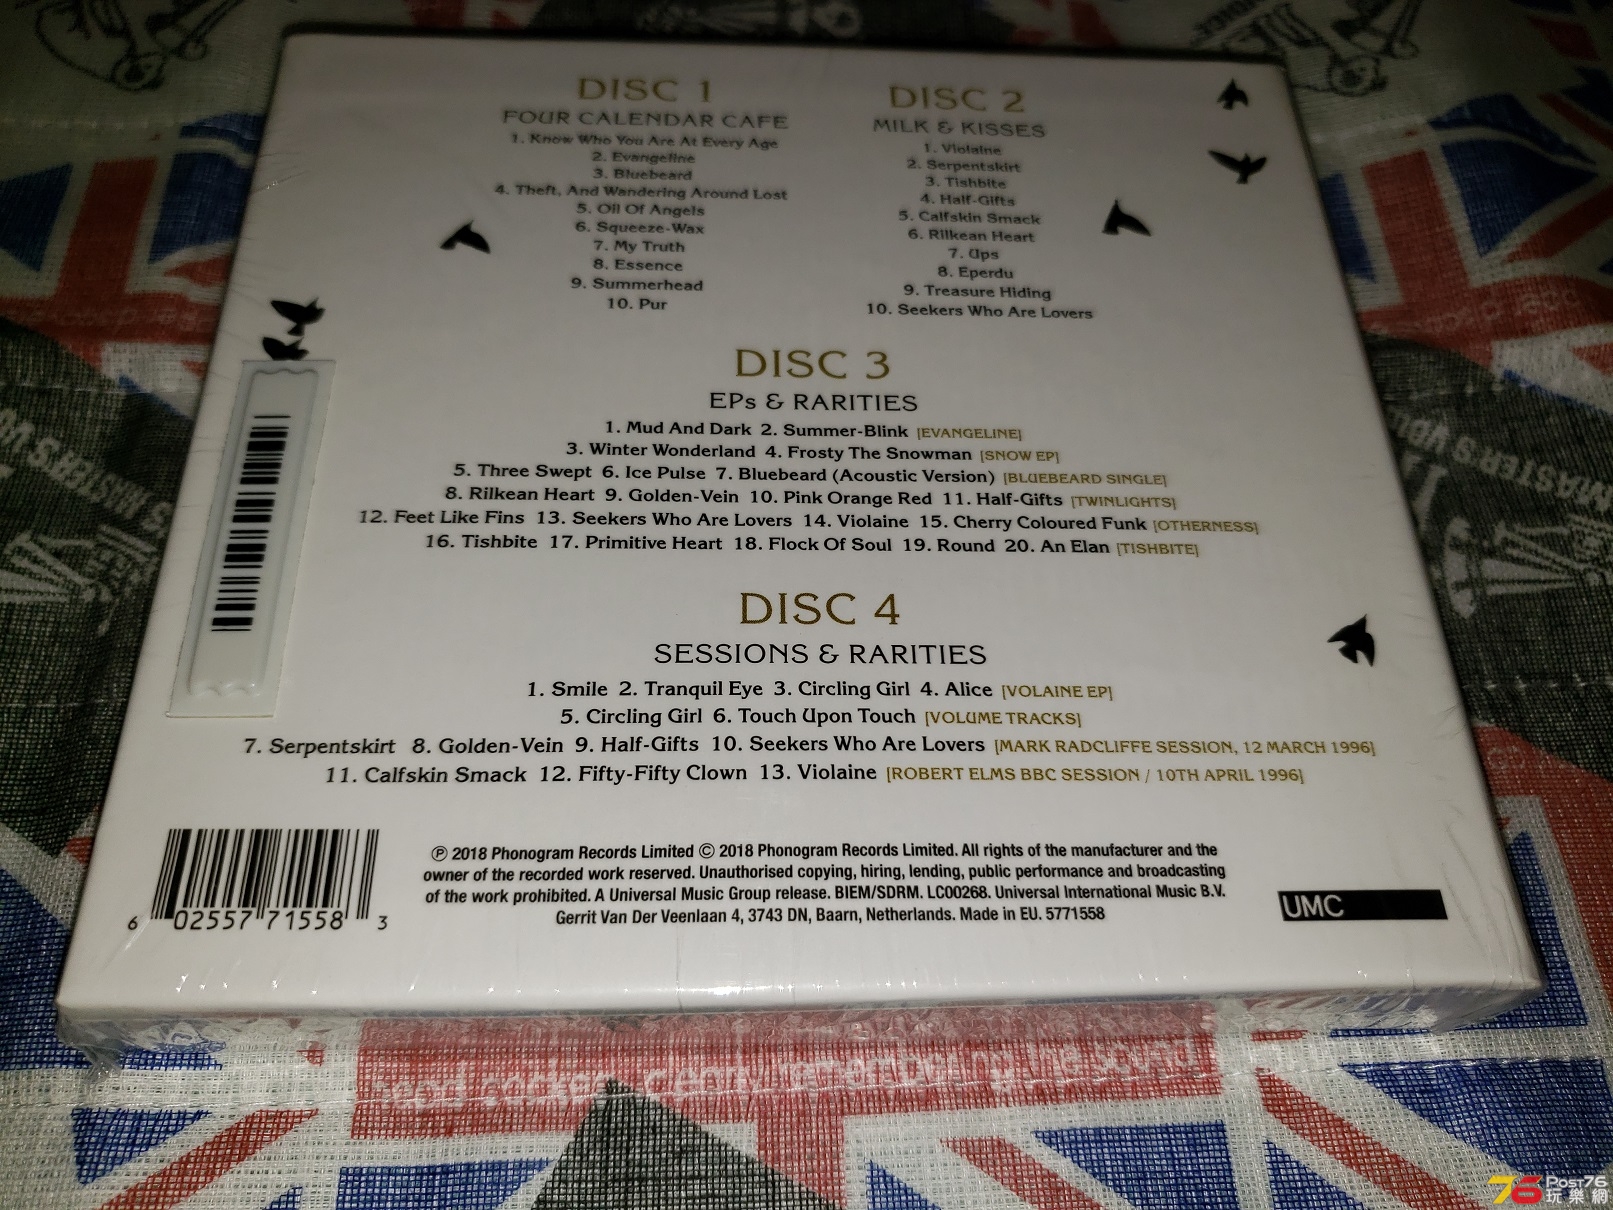 DISC 1
FOUR CALENDAR CAFE
1. Know Who You Are At Every Age
2. Evangeline
3. Bluebeard
4. Theft, And Wandering Around Lost
5. Oil Of Angels
6. Squeeze-Wax
7. My Truth
8. Essence
9. Summerhead
10. Pur
DISC 2
MILK & KISSES
1. Violaine
2. Serpentskirt
3. Tishbite
4. Half-Gifts
5. Calfskin Smack
6. Rilkean Heart
7. Ups
8. Eperdu
9. Treasure Hiding
10. Seekers Who Are Lovers
DISC 3
EPs & RARITIES
1. Mud And Dark 2. Summer-Blink [EVANGELINE]
3. Winter Wonderland 4. Frosty The Snowman [SNOW EP]
5. Three Swept 6. Ice Pulse 7. Bluebeard (Acoustic Version) [BLUEBEARD SINGLE]
8. Rilkean Heart 9. Golden-Vein 10. Pink Orange Red 11. Half-Gifts [TWINLIGHTS]
12. Feet Like Fins 13. Seekers Who Are Lovers 14. Violaine 15. Cherry Coloured Funk [OTHERNESS]
16. Tishbite 17. Primitive Heart 18. Flock Of Soul 19. Round 20. An Elan [TISHBITE]
DISC 4
SESSIONS & RARITIES
1. Smile 2. Tranquil Eye 3. Circling Girl 4. Alice [VOLAINE EP]
5. Circling Girl 6. Touch Upon Touch [VOLUME TRACKS]
7. Serpentskirt 8. Golden-Vein 9. Half-Gifts 10. Seekers Who Are Lovers [MARK RADCLIFFE SESSION, 12 MARCH 1996]
11. Calfskin Smack 12. Fifty-Fifty Clown 13. Violaine [ROBERT ELMS BBC SESSION / 10TH APRIL 1996]
℗ 2018 Phonogram Records Limited © 2018 Phonogram Records Limited. All rights of the manufacturer and the
owner of the recorded work reserved. Unauthorised copying, hiring, lending, public performance and broadcasting
of the work prohibited. A Universal Music Group release. BIEM/SDRM. LC00268. Universal International Music B.V.
Gerrit Van Der Veenlaan 4, 3743 DN, Baarn, Netherlands. Made in EU. 5771558
6 02557 71558 3
UMC
76 Post76
玩樂網